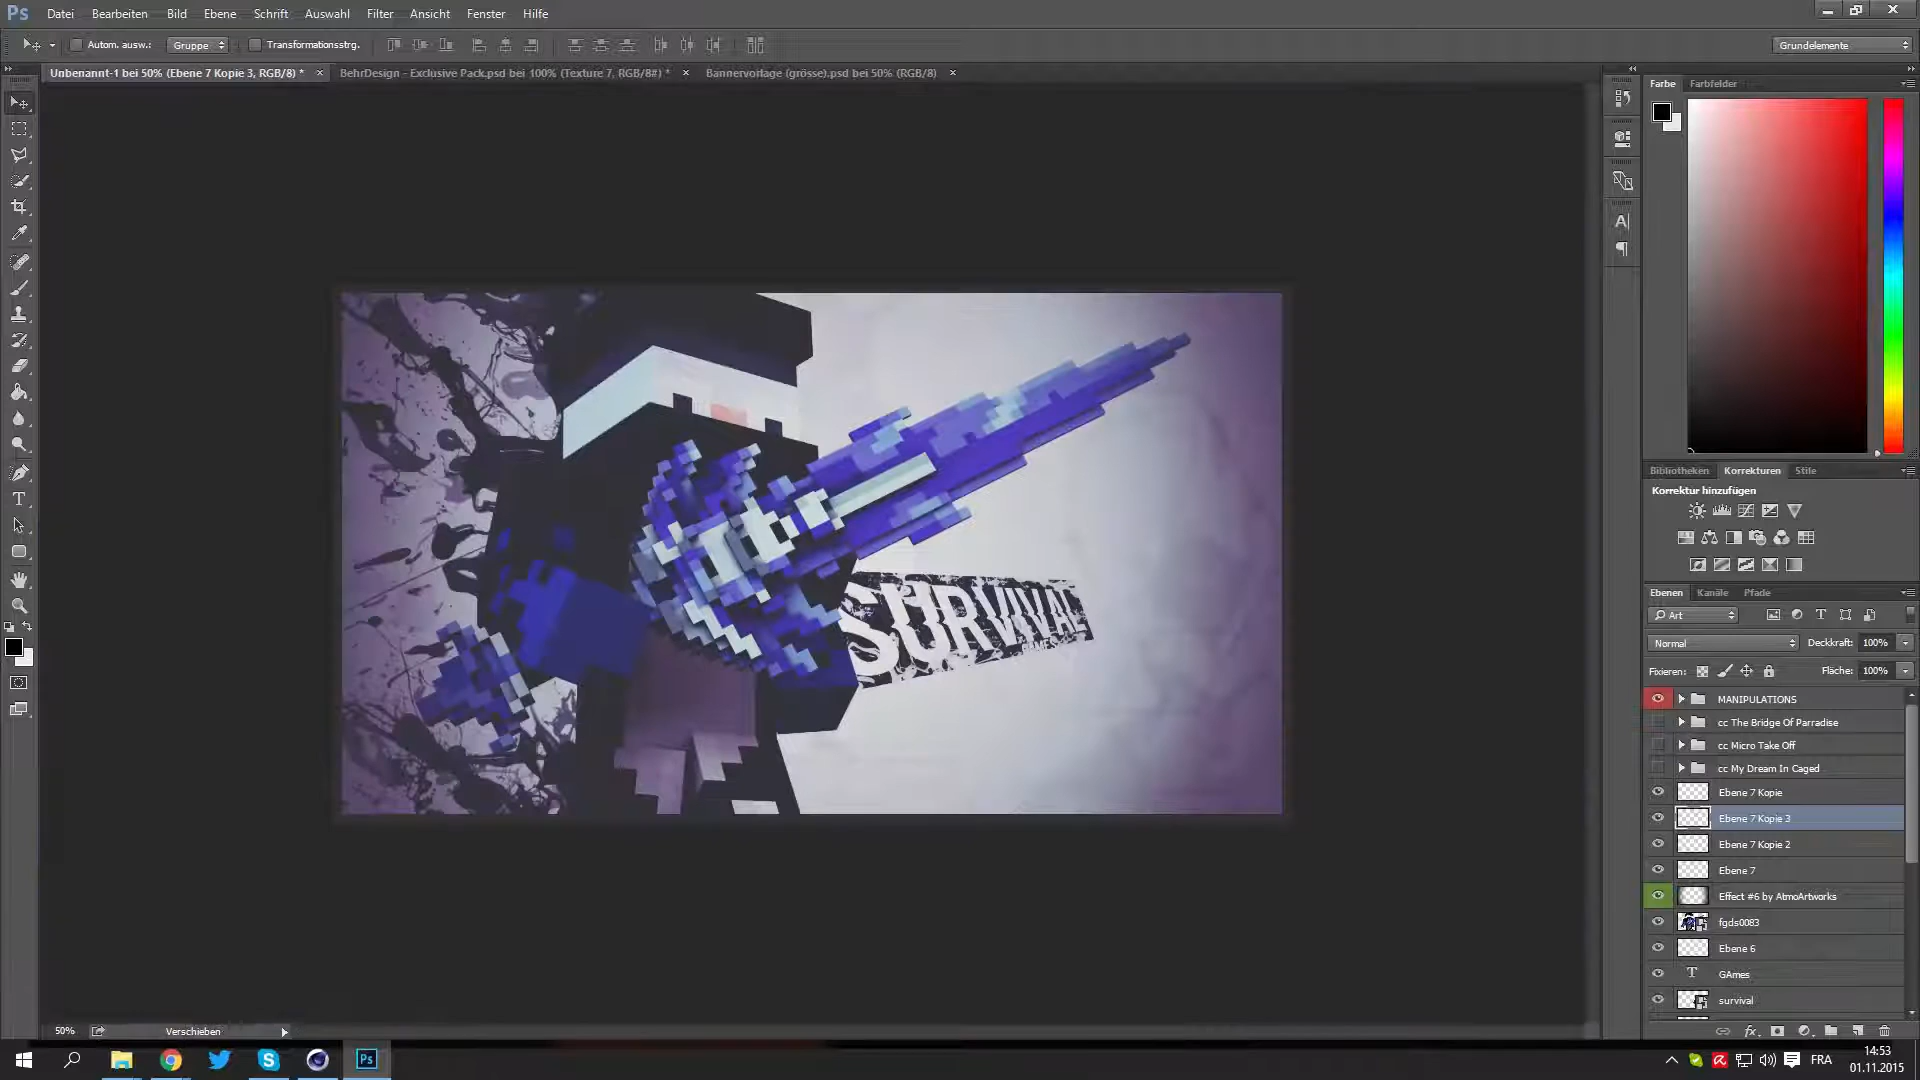 Ps Datei Bearbeiten Bild Ebene Schrift Auswahl Filter Ansicht Fenster Hilfe
Autom. ausw.: Gruppe Transformationsstrg. Grundelemente
Unbenannt-1 bei 50% (Ebene 7 Kopie 3, RGB/8) * × BehrDesign - Exclusive Pack.psd bei 100% (Texture 7, RGB/8#) * × Bannervorlage (grösse).psd bei 50% (RGB/8) ×
Farbe Farbfelder
SURVIVAL
GAMES
Bibliotheken Korrekturen Stile
Korrektur hinzufügen
Ebenen Kanäle Pfade
Art
Normal Deckkraft: 100%
Fixieren: Fläche: 100%
MANIPULATIONS
cc The Bridge Of Parradise
cc Micro Take Off
cc My Dream In Caged
Ebene 7 Kopie
Ebene 7 Kopie 3
Ebene 7 Kopie 2
Ebene 7
Effect #6 by AtmoArtworks
fgds0083
Ebene 6
GAmes
survival
50% Verschieben
FRA 14:53
01.11.2015